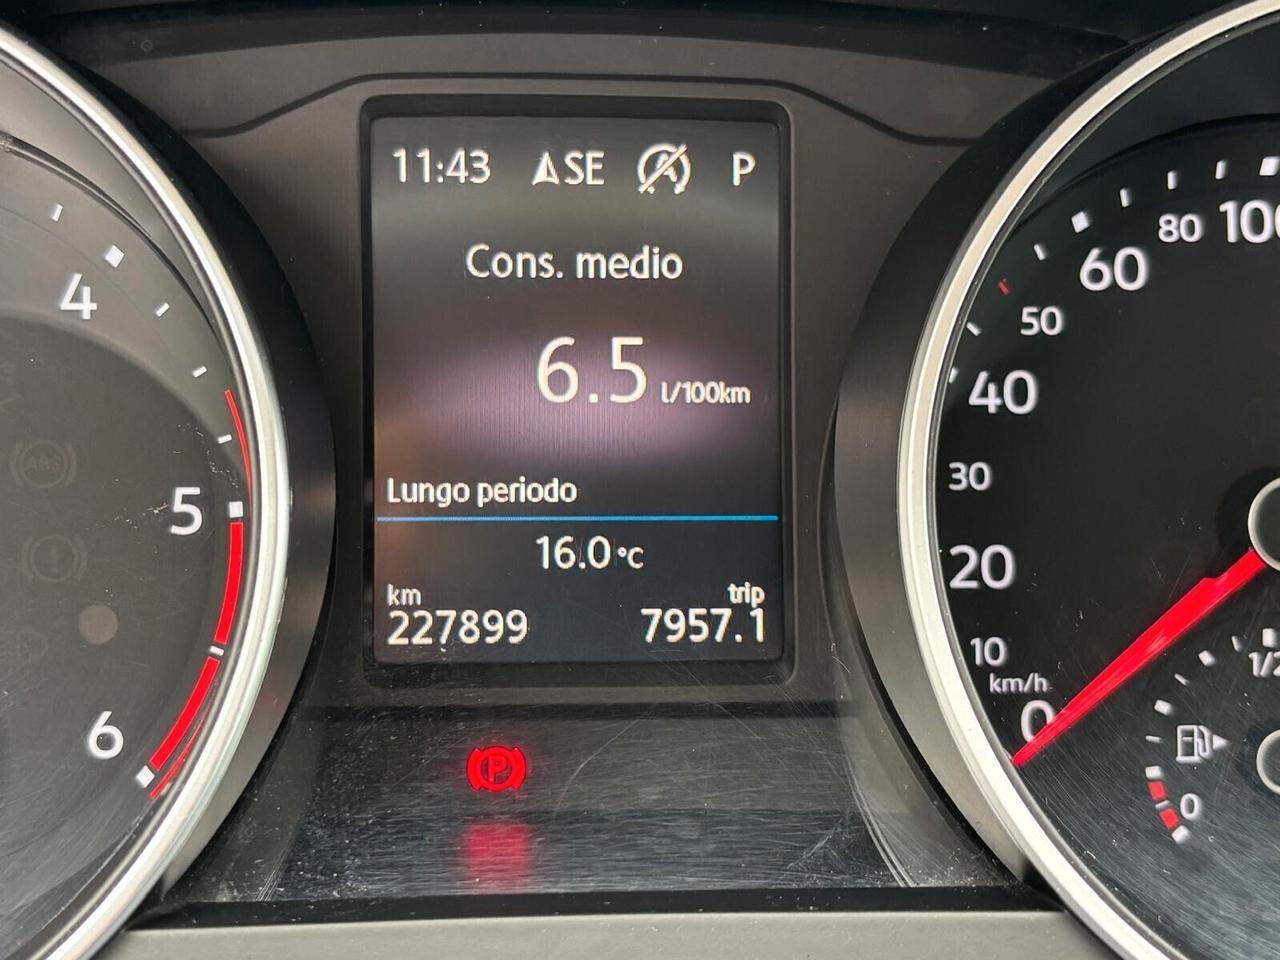 11:43 SE P
Cons. medio
6.5 l/100km
Lungo periodo
16.0 °C
km trip
227899 7957.1
4
5
6
ABS
P
100
80
60
50
40
30
20
10
km/h
0
1/2
0